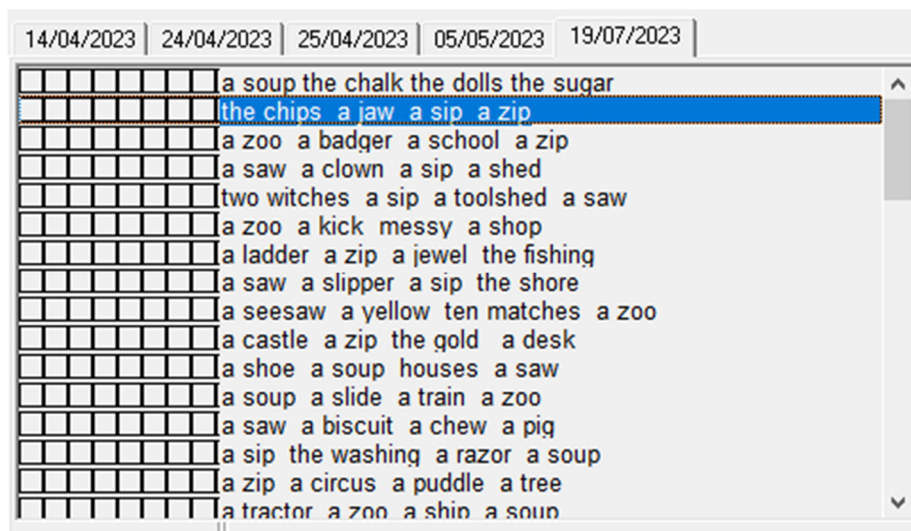 14/04/2023 24/04/2023 25/04/2023 05/05/2023 19/07/2023
a soup the chalk the dolls the sugar
the chips a jaw a sip a zip
a zoo a badger a school a zip
a saw a clown a sip a shed
two witches a sip a toolshed a saw
a zoo a kick messy a shop
a ladder a zip a jewel the fishing
a saw a slipper a sip the shore
a seesaw a yellow ten matches a zoo
a castle a zip the gold a desk
a shoe a soup houses a saw
a soup a slide a train a zoo
a saw a biscuit a chew a pig
a sip the washing a razor a soup
a zip a circus a puddle a tree
a tractor a zoo a ship a soup